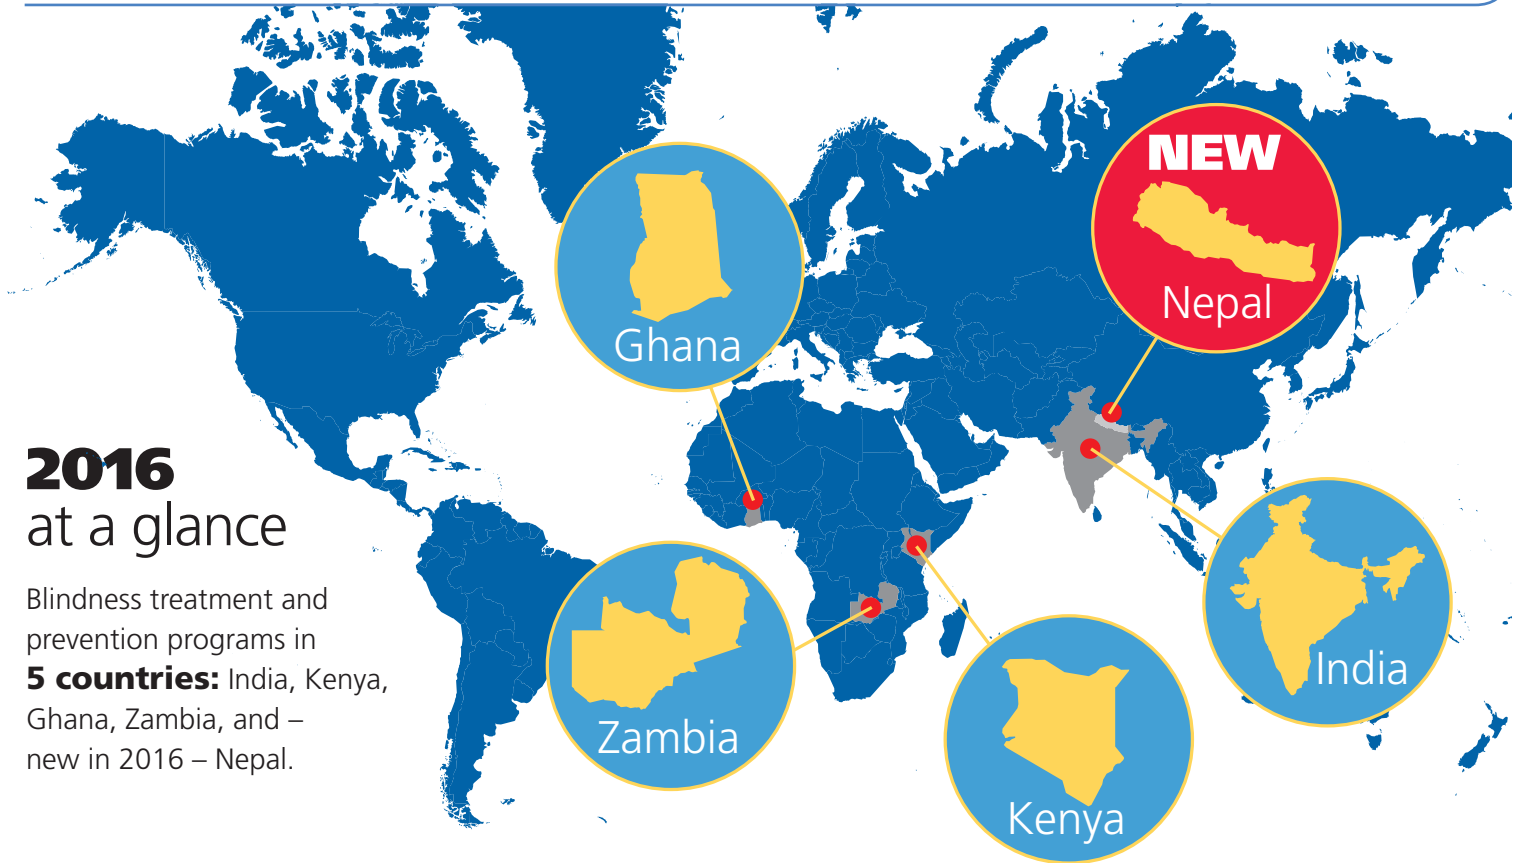 NEW
Nepal
Ghana
2016
at a glance
Blindness treatment and
prevention programs in
5 countries: India, Kenya,
Ghana, Zambia, and –
new in 2016 – Nepal.
Zambia
India
Kenya